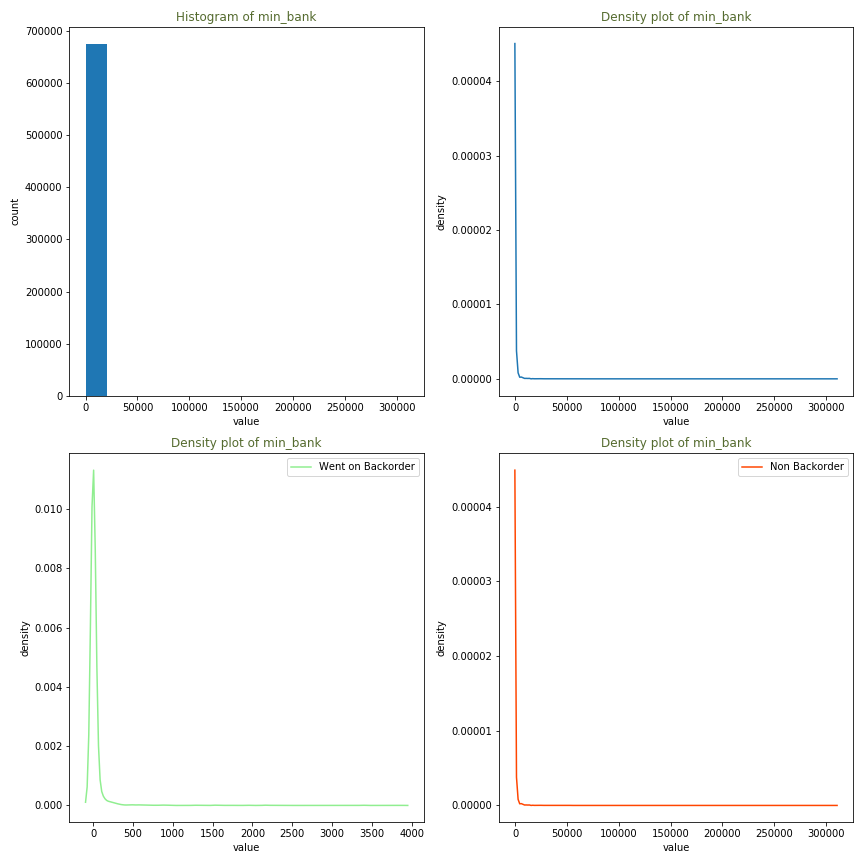 Histogram of min_bank
700000
600000
500000
400000
300000
200000
100000
0
count
0 50000 100000 150000 200000 250000 300000
value
Density plot of min_bank
0.00004
0.00003
0.00002
0.00001
0.00000
density
0 50000 100000 150000 200000 250000 300000
value
Density plot of min_bank
Went on Backorder
0.010
0.008
0.006
0.004
0.002
0.000
density
0 500 1000 1500 2000 2500 3000 3500 4000
value
Density plot of min_bank
Non Backorder
0.00004
0.00003
0.00002
0.00001
0.00000
density
0 50000 100000 150000 200000 250000 300000
value